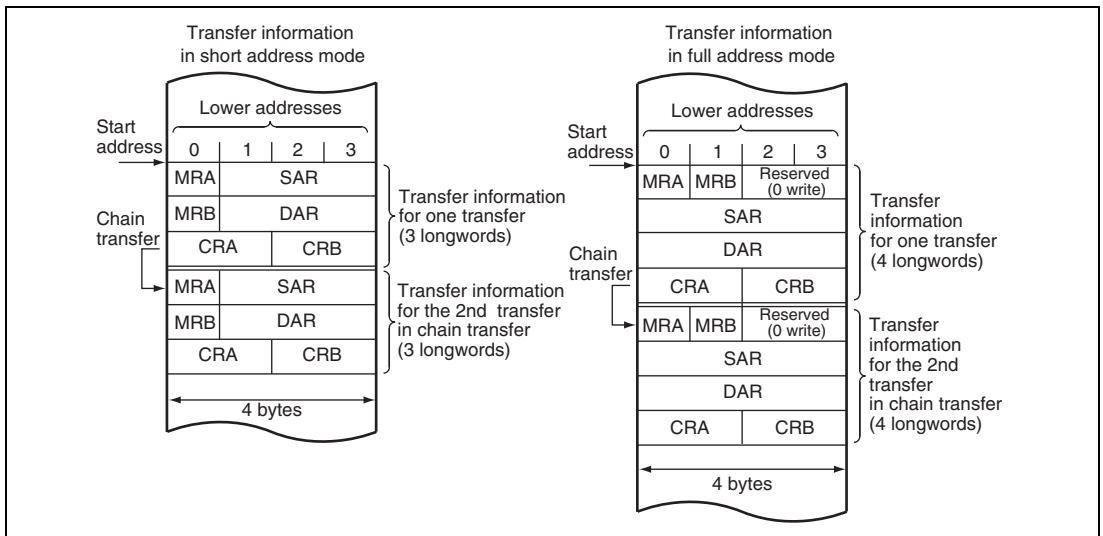 Transfer information
in short address mode
Lower addresses
Start
address
0 1 2 3
MRA SAR
MRB DAR
CRA CRB
Transfer information
for one transfer
(3 longwords)
Chain
transfer
MRA SAR
MRB DAR
CRA CRB
Transfer information
for the 2nd transfer
in chain transfer
(3 longwords)
4 bytes
Transfer information
in full address mode
Lower addresses
Start
address
0 1 2 3
MRA MRB Reserved
(0 write)
SAR
DAR
CRA CRB
Transfer
information
for one transfer
(4 longwords)
Chain
transfer
MRA MRB Reserved
(0 write)
SAR
DAR
CRA CRB
Transfer
information
for the 2nd
transfer
in chain transfer
(4 longwords)
4 bytes